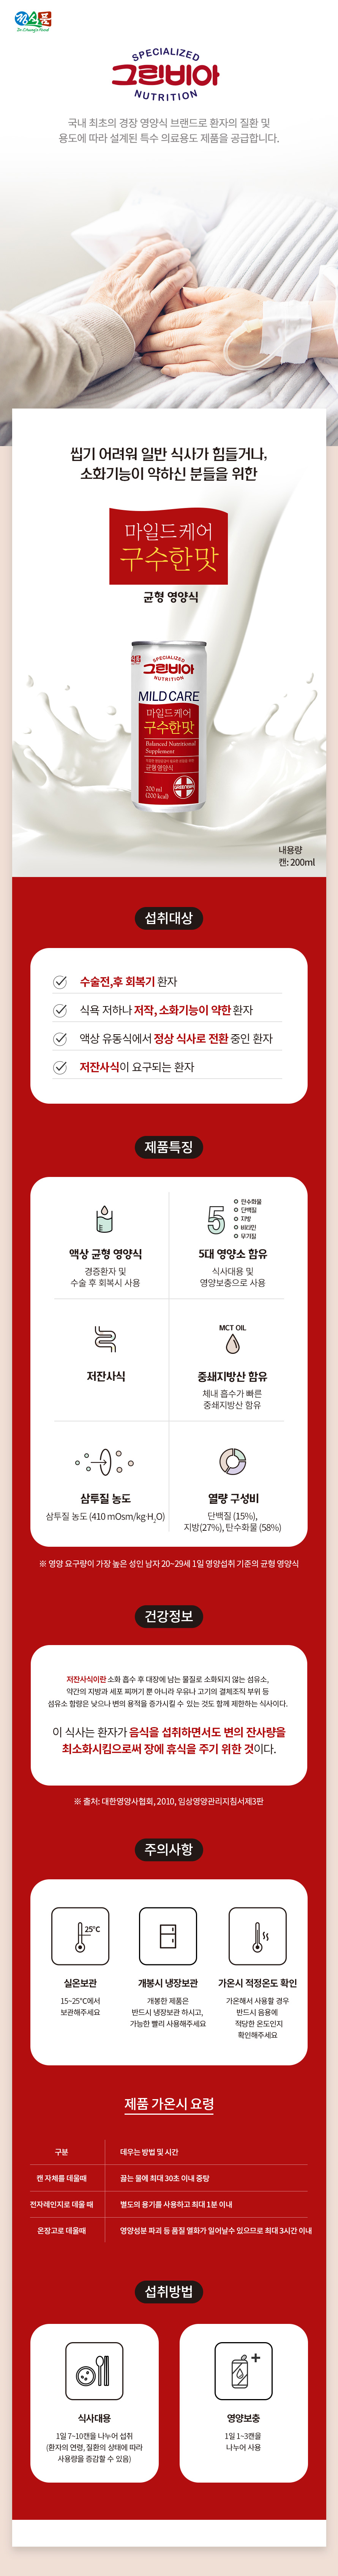 정식품
Dr.Chung's Food
SPECIALIZED
그린비아
NUTRITION
국내 최초의 경장 영양식 브랜드로 환자의 질환 및
용도에 따라 설계된 특수 의료용도 제품을 공급합니다.
씹기 어려워 일반 식사가 힘들거나,
소화기능이 약하신 분들을 위한
마일드케어
구수한맛
균형 영양식
SPECIALIZED
그린비아
NUTRITION
MILD CARE
마일드케어
구수한맛
Balanced Nutritional
Supplement
균형영양식
200 ml
(200 kcal)
GREENBIA
내용량
캔: 200ml
섭취대상
수술전,후 회복기 환자
식욕 저하나 저작, 소화기능이 약한 환자
액상 유동식에서 정상 식사로 전환 중인 환자
저잔사식이 요구되는 환자
제품특징
탄수화물
단백질
지방
비타민
무기질
5
액상 균형 영양식
경증환자 및
수술 후 회복시 사용
5대 영양소 함유
식사대용 및
영양보충으로 사용
저잔사식
MCT OIL
중쇄지방산 함유
체내 흡수가 빠른
중쇄지방산 함유
삼투질 농도
삼투질 농도 (410 mOsm/kg·H₂O)
열량 구성비
단백질 (15%),
지방(27%), 탄수화물 (58%)
※ 영양 요구량이 가장 높은 성인 남자 20~29세 1일 영양섭취 기준의 균형 영양식
건강정보
저잔사식이란 소화 흡수 후 대장에 남는 물질로 소화되지 않는 섬유소,
약간의 지방과 세포 찌꺼기 뿐 아니라 우유나 고기의 결체조직 부위 등
섬유소 함량은 낮으나 변의 용적을 증가시킬 수 있는 것도 함께 제한하는 식사이다.
이 식사는 환자가 음식을 섭취하면서도 변의 잔사량을
최소화시킴으로써 장에 휴식을 주기 위한 것이다.
※ 출처: 대한영양사협회, 2010, 임상영양관리지침서제3판
주의사항
25℃
실온보관
15~25℃에서
보관해주세요
개봉시 냉장보관
개봉한 제품은
반드시 냉장보관 하시고,
가능한 빨리 사용해주세요
가온시 적정온도 확인
가온해서 사용할 경우
반드시 음용에
적당한 온도인지
확인해주세요
제품 가온시 요령
구분 데우는 방법 및 시간
캔 자체를 데울때 끓는 물에 최대 30초 이내 중탕
전자레인지로 데울 때 별도의 용기를 사용하고 최대 1분 이내
온장고로 데울때 영양성분 파괴 등 품질 열화가 일어날수 있으므로 최대 3시간 이내
섭취방법
식사대용
1일 7~10캔을 나누어 섭취
(환자의 연령, 질환의 상태에 따라
사용량을 증감할 수 있음)
영양보충
1일 1~3캔을
나누어 사용